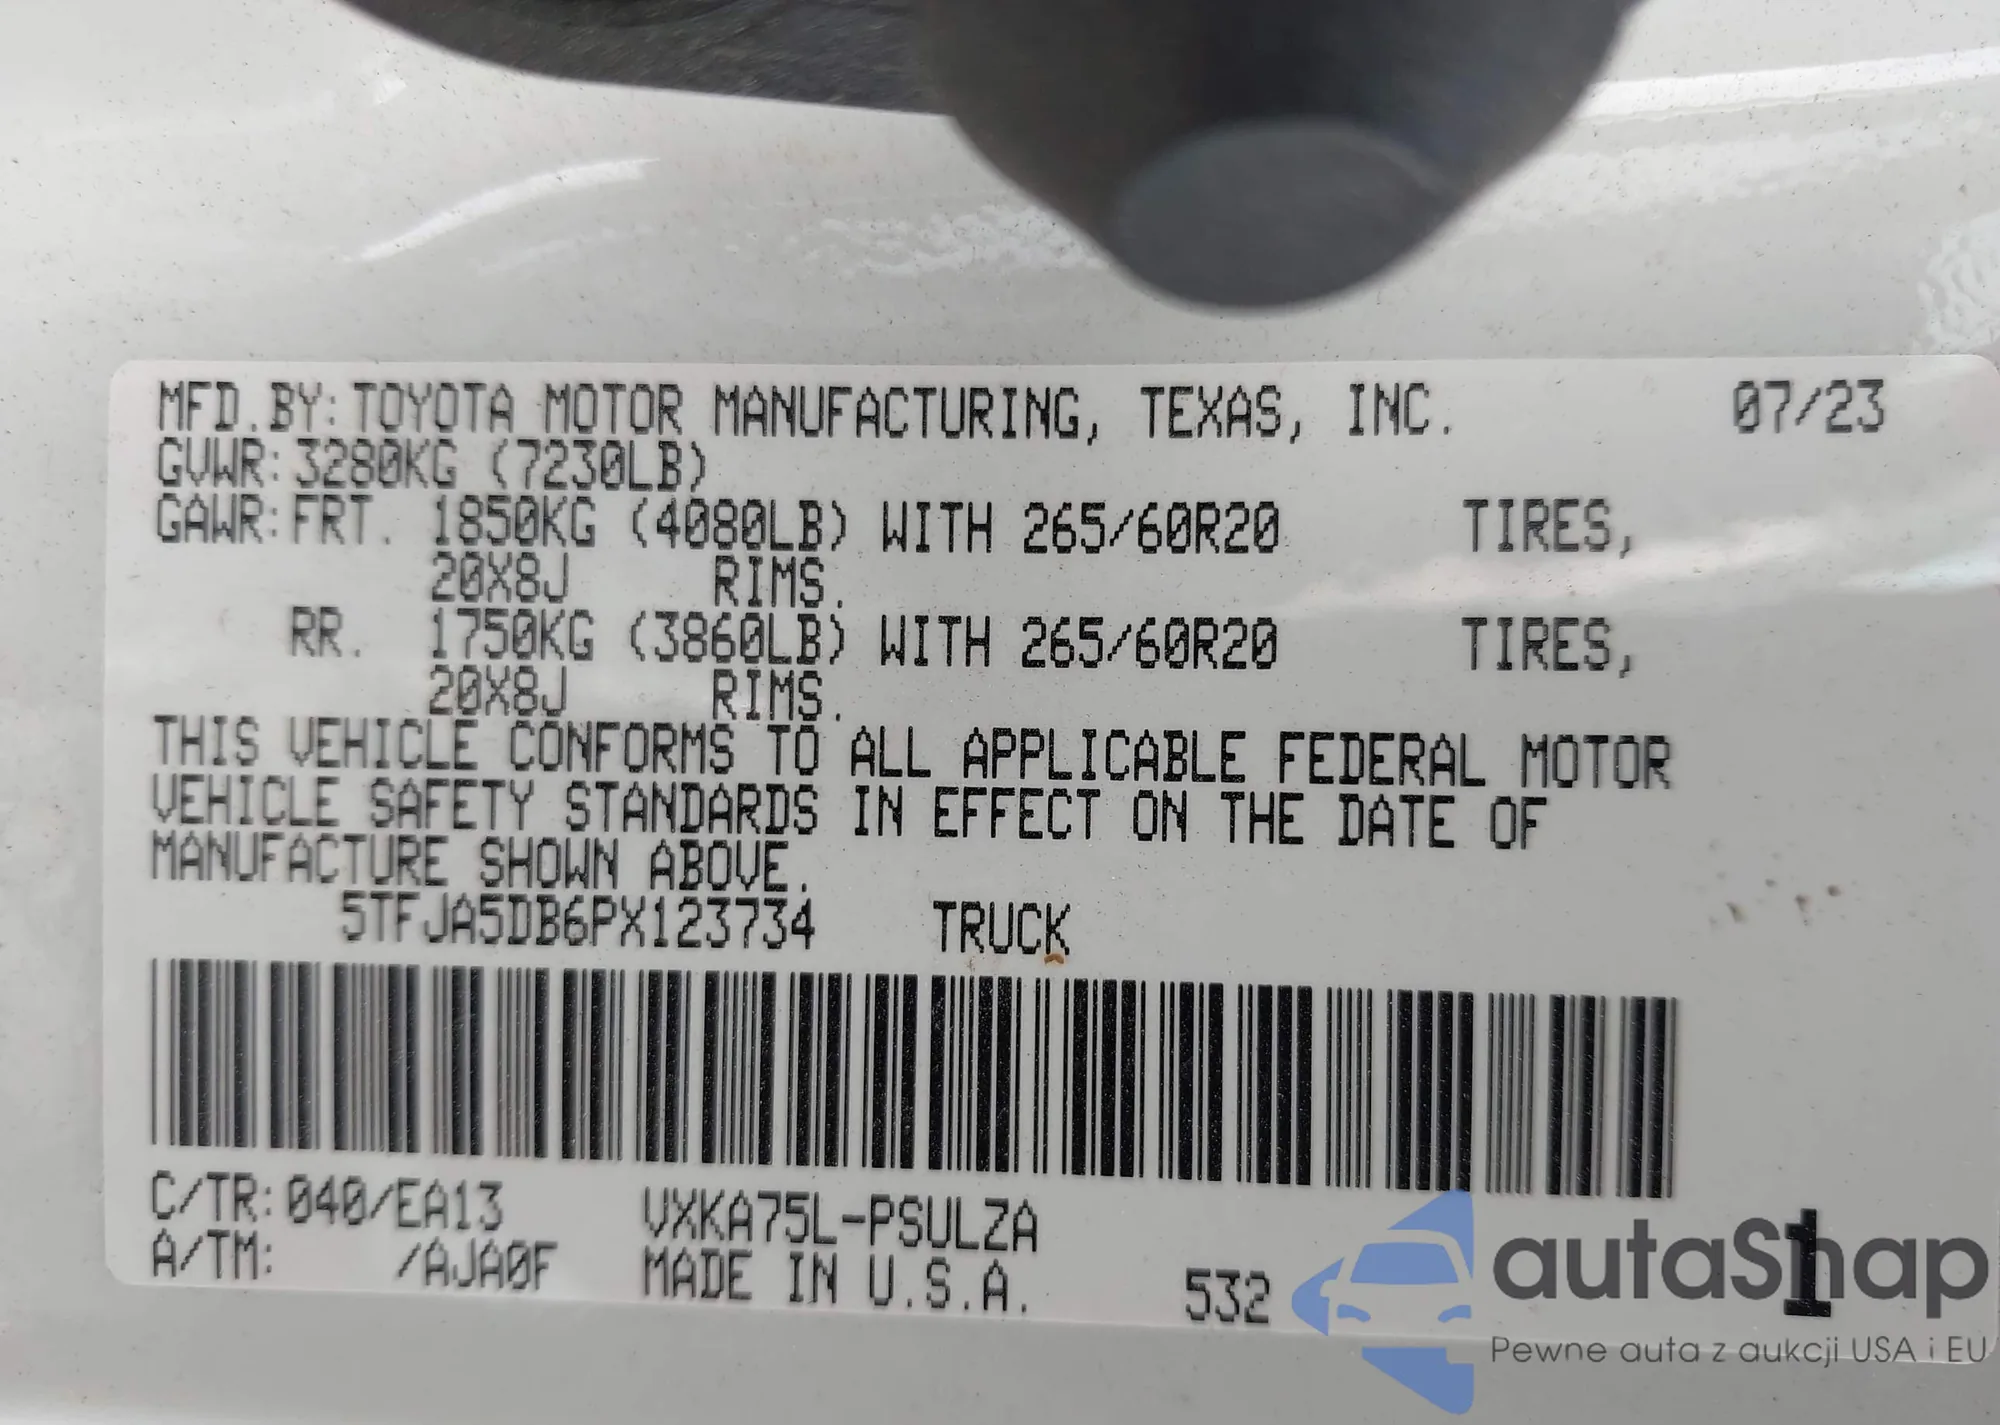 MFD.BY: TOYOTA MOTOR MANUFACTURING, TEXAS, INC. 07/23
GVWR: 3280KG (7230LB)
GAWR: FRT. 1850KG (4080LB) WITH 265/60R20 TIRES,
20X8J RIMS.
RR. 1750KG (3860LB) WITH 265/60R20 TIRES,
20X8J RIMS.
THIS VEHICLE CONFORMS TO ALL APPLICABLE FEDERAL MOTOR
VEHICLE SAFETY STANDARDS IN EFFECT ON THE DATE OF
MANUFACTURE SHOWN ABOVE.
5TFJA5DB6PX123734 TRUCK
C/TR: 040/EA13 VXKA75L-PSULZA
A/TM: /AJA0F MADE IN U.S.A. 532 1
autaShap
Pewne auta z aukcji USA i EU